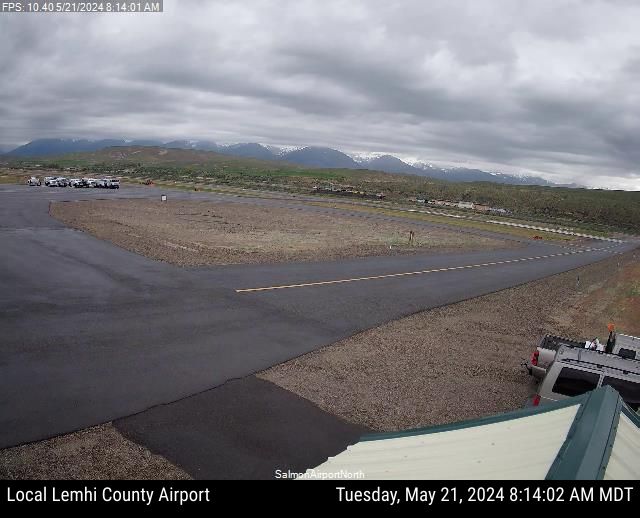 FPS: 10.40 5/21/2024 8:14:01 AM
SalmonAirportNorth
Local Lemhi County Airport
Tuesday, May 21, 2024 8:14:02 AM MDT